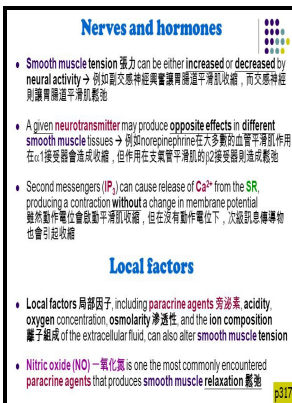 Nerves and hormones
Smooth muscle tension 張力 can be either increased or decreased by
neural activity → 例如副交感神經興奮讓胃腸道平滑肌收縮，而交感神經
則讓胃腸道平滑肌鬆弛
A given neurotransmitter may produce opposite effects in different
smooth muscle tissues → 例如norepinephrine在大多數的血管平滑肌作用
在α1接受器會造成收縮，但作用在支氣管平滑肌的β2接受器則造成鬆弛
Second messengers (IP3) can cause release of Ca2+ from the SR,
producing a contraction without a change in membrane potential
雖然動作電位會啟動平滑肌收縮，但在沒有動作電位下，次級訊息傳導物
也會引起收縮
Local factors
Local factors 局部因子, including paracrine agents 旁泌素, acidity,
oxygen concentration, osmolarity 滲透性, and the ion composition
離子組成 of the extracellular fluid, can also alter smooth muscle tension
Nitric oxide (NO) 一氧化氮 is one the most commonly encountered
paracrine agents that produces smooth muscle relaxation 鬆弛
p317